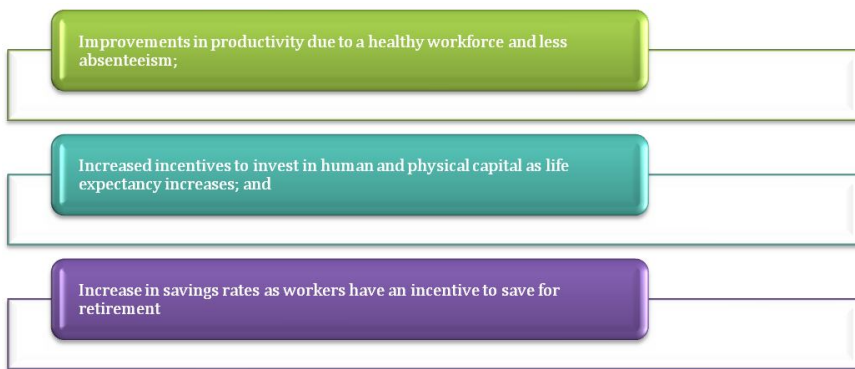 Improvements in productivity due to a healthy workforce and less
absenteeism;
Increased incentives to invest in human and physical capital as life
expectancy increases; and
Increase in savings rates as workers have an incentive to save for
retirement